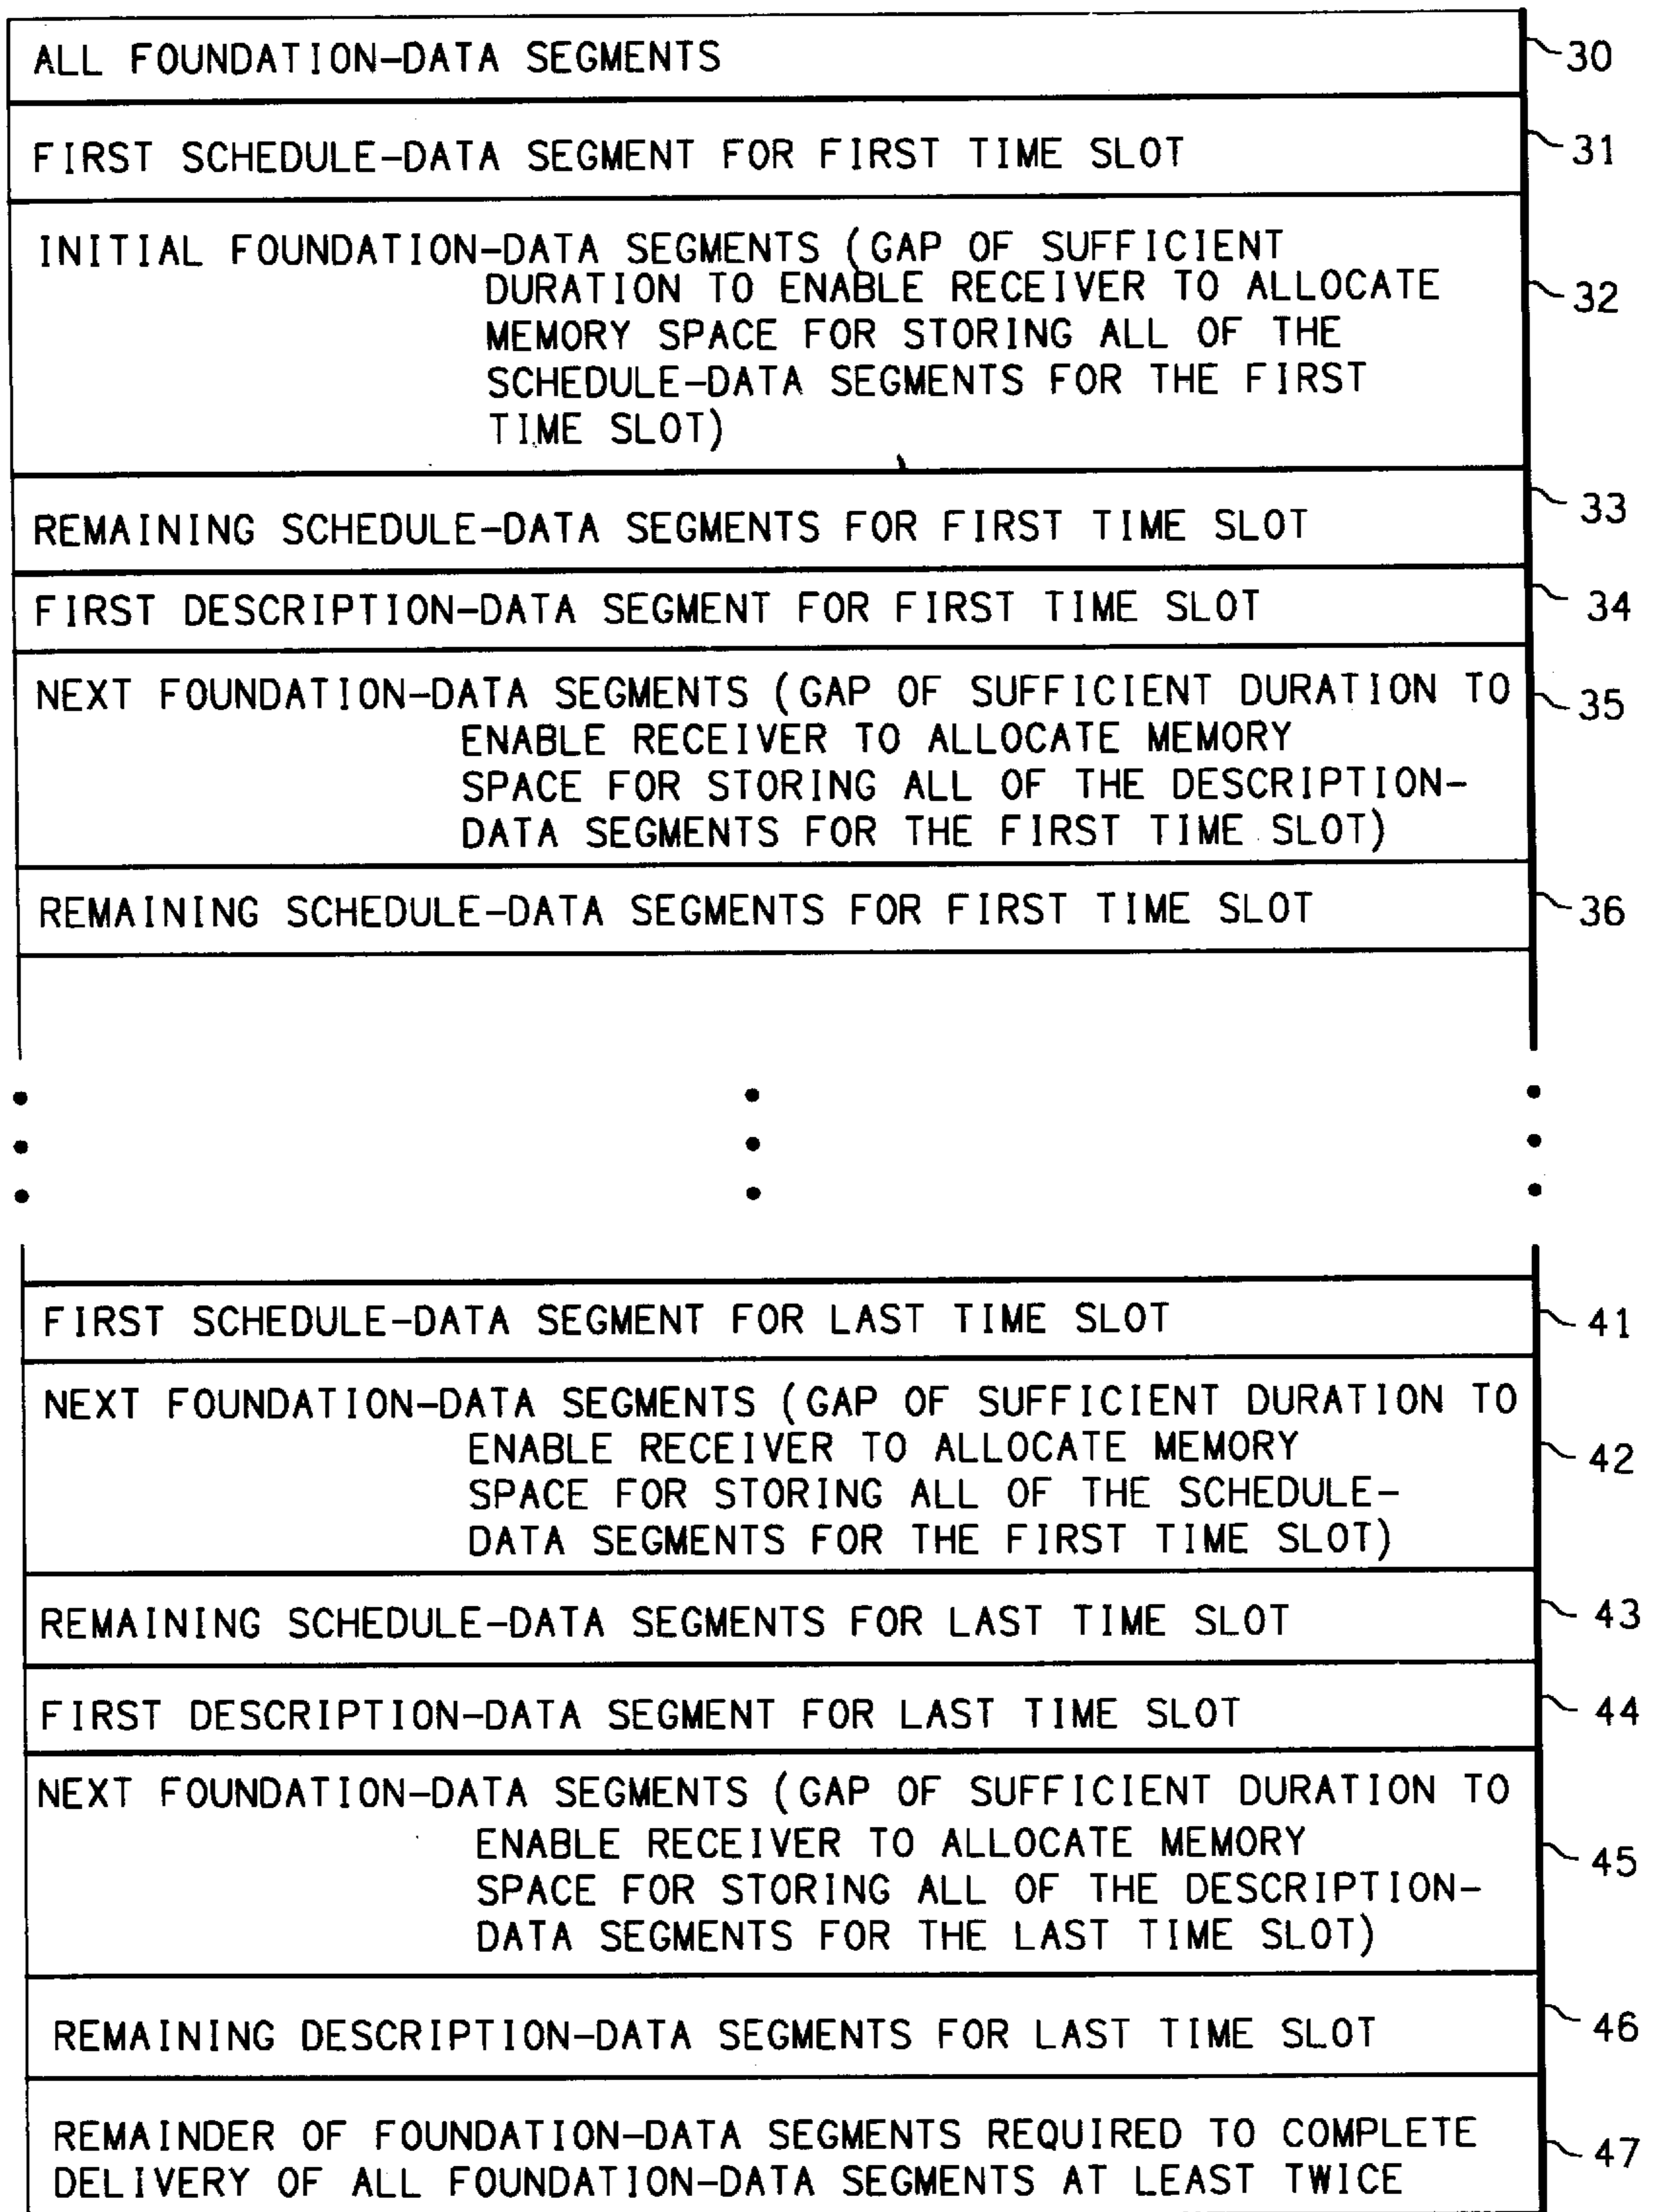 ALL FOUNDATION-DATA SEGMENTS
30
FIRST SCHEDULE-DATA SEGMENT FOR FIRST TIME SLOT
31
INITIAL FOUNDATION-DATA SEGMENTS (GAP OF SUFFICIENT
DURATION TO ENABLE RECEIVER TO ALLOCATE
32
MEMORY SPACE FOR STORING ALL OF THE
SCHEDULE-DATA SEGMENTS FOR THE FIRST
TIME SLOT)
33
REMAINING SCHEDULE-DATA SEGMENTS FOR FIRST TIME SLOT
FIRST DESCRIPTION-DATA SEGMENT FOR FIRST TIME SLOT
34
NEXT FOUNDATION-DATA SEGMENTS (GAP OF SUFFICIENT DURATION TO
35
ENABLE RECEIVER TO ALLOCATE MEMORY
SPACE FOR STORING ALL OF THE DESCRIPTION-
DATA SEGMENTS FOR THE FIRST TIME SLOT)
REMAINING SCHEDULE-DATA SEGMENTS FOR FIRST TIME SLOT
36
FIRST SCHEDULE-DATA SEGMENT FOR LAST TIME SLOT
41
NEXT FOUNDATION-DATA SEGMENTS (GAP OF SUFFICIENT DURATION TO
ENABLE RECEIVER TO ALLOCATE MEMORY
42
SPACE FOR STORING ALL OF THE SCHEDULE-
DATA SEGMENTS FOR THE FIRST TIME SLOT)
REMAINING SCHEDULE-DATA SEGMENTS FOR LAST TIME SLOT
43
FIRST DESCRIPTION-DATA SEGMENT FOR LAST TIME SLOT
44
NEXT FOUNDATION-DATA SEGMENTS (GAP OF SUFFICIENT DURATION TO
ENABLE RECEIVER TO ALLOCATE MEMORY
45
SPACE FOR STORING ALL OF THE DESCRIPTION-
DATA SEGMENTS FOR THE LAST TIME SLOT)
REMAINING DESCRIPTION-DATA SEGMENTS FOR LAST TIME SLOT
46
REMAINDER OF FOUNDATION-DATA SEGMENTS REQUIRED TO COMPLETE
47
DELIVERY OF ALL FOUNDATION-DATA SEGMENTS AT LEAST TWICE